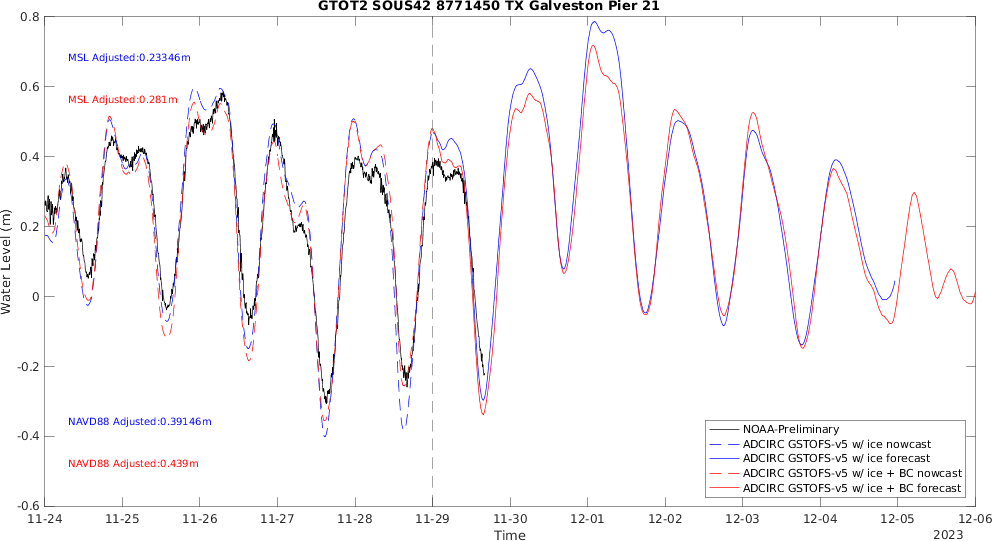 GTOT2 SOUS42 8771450 TX Galveston Pier 21
0.8
0.6
0.4
0.2
0
-0.2
-0.4
-0.6
Water Level (m)
MSL Adjusted:0.23346m
MSL Adjusted:0.281m
NAVD88 Adjusted:0.39146m
NAVD88 Adjusted:0.439m
NOAA-Preliminary
ADCIRC GSTOFS-v5 w/ ice nowcast
ADCIRC GSTOFS-v5 w/ ice forecast
ADCIRC GSTOFS-v5 w/ ice + BC nowcast
ADCIRC GSTOFS-v5 w/ ice + BC forecast
11-24 11-25 11-26 11-27 11-28 11-29 11-30 12-01 12-02 12-03 12-04 12-05 12-06
Time
2023